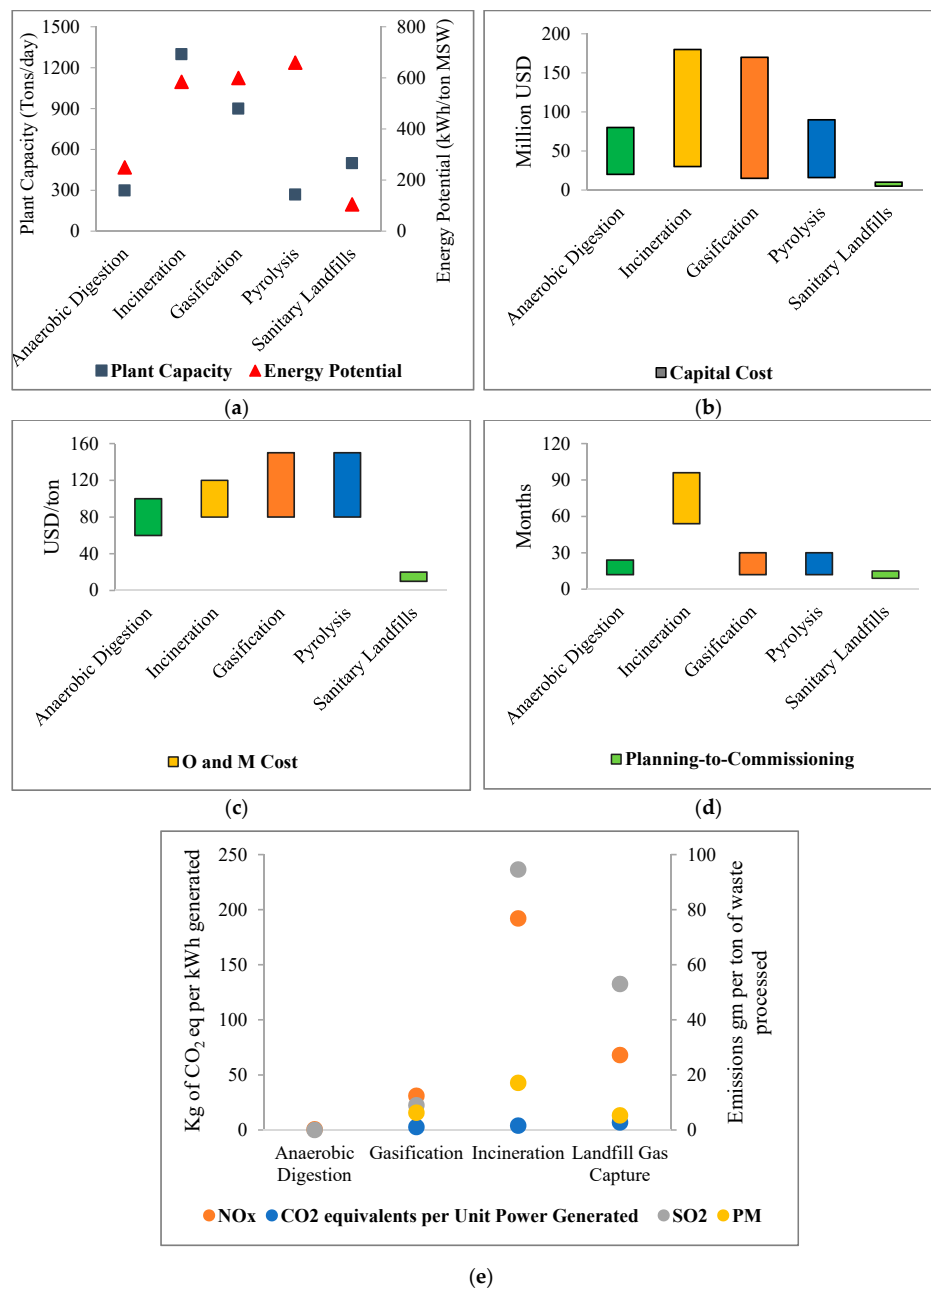 Plant Capacity (Tons/day)
1500
1200
900
600
300
0
800
600
400
200
0
Energy Potential (kWh/ton MSW)
Anaerobic Digestion
Incineration
Gasification
Pyrolysis
Sanitary Landfills
Plant Capacity
Energy Potential
(a)
Million USD
200
150
100
50
0
Anaerobic Digestion
Incineration
Gasification
Pyrolysis
Sanitary Landfills
Capital Cost
(b)
USD/ton
160
120
80
40
0
Anaerobic Digestion
Incineration
Gasification
Pyrolysis
Sanitary Landfills
O and M Cost
(c)
Months
120
90
60
30
0
Anaerobic Digestion
Incineration
Gasification
Pyrolysis
Sanitary Landfills
Planning-to-Commissioning
(d)
Kg of CO2 eq per kWh generated
250
200
150
100
50
0
100
80
60
40
20
0
Emissions gm per ton of waste
processed
Anaerobic
Digestion
Gasification
Incineration
Landfill Gas
Capture
NOx
CO2 equivalents per Unit Power Generated
SO2
PM
(e)